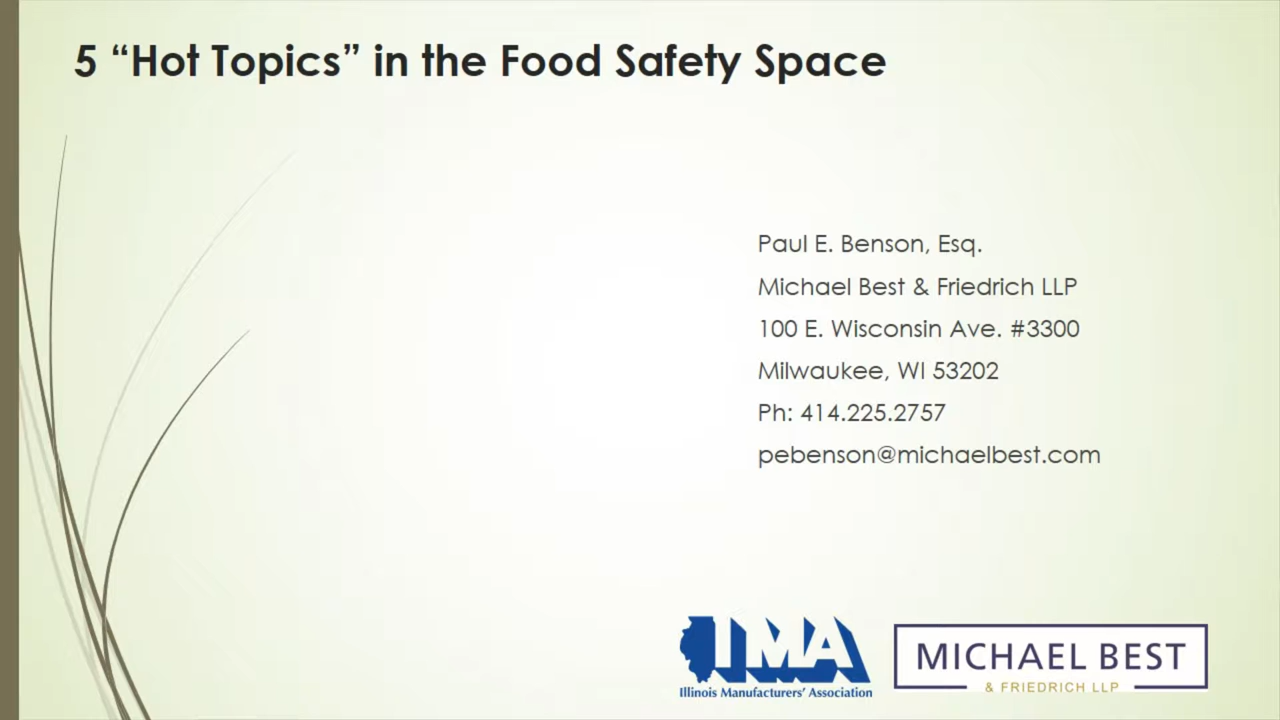 5 “Hot Topics” in the Food Safety Space
Paul E. Benson, Esq.
Michael Best & Friedrich LLP
100 E. Wisconsin Ave. #3300
Milwaukee, WI 53202
Ph: 414.225.2757
pebenson@michaelbest.com
IMA
Illinois Manufacturers’ Association
MICHAEL BEST
& FRIEDRICH LLP